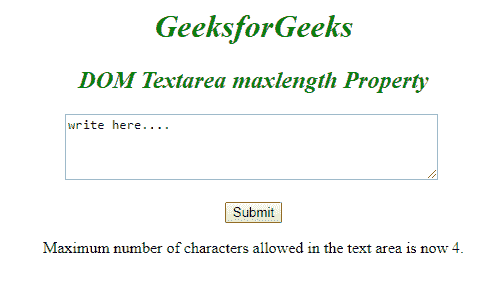 GeeksforGeeks
DOM Textarea maxlength Property
write here....
Submit
Maximum number of characters allowed in the text area is now 4.